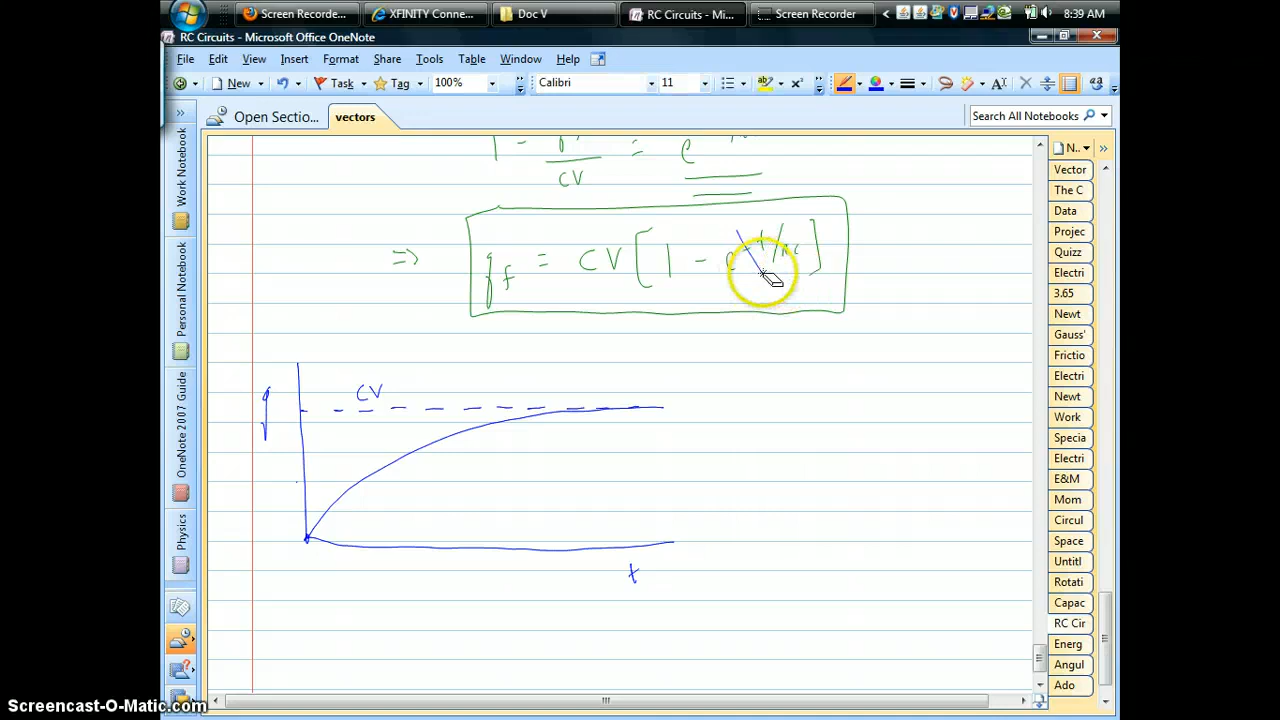 Screen Recorde...
XFINITY Conne...
Doc V
RC Circuits - Mi...
Screen Recorder
8:39 AM
RC Circuits - Microsoft Office OneNote
File Edit View Insert Format Share Tools Table Window Help
New Task Tag 100% Calibri 11
Open Sectio... vectors
Search All Notebooks
N..
Work Notebook
Personal Notebook
OneNote 2007 Guide
Physics
Vector
The C
Data
Projec
Quizz
Electri
3.65
Newt
Gauss'
Frictio
Electri
Newt
Work
Specia
Electri
E&M
Mom
Circul
Space
Untitl
Rotati
Capac
RC Cir
Energ
Angul
Ado
1 - = e
CV
=> qf = CV[1 - e^-t/RC]
q
CV
t
Screencast-O-Matic.com